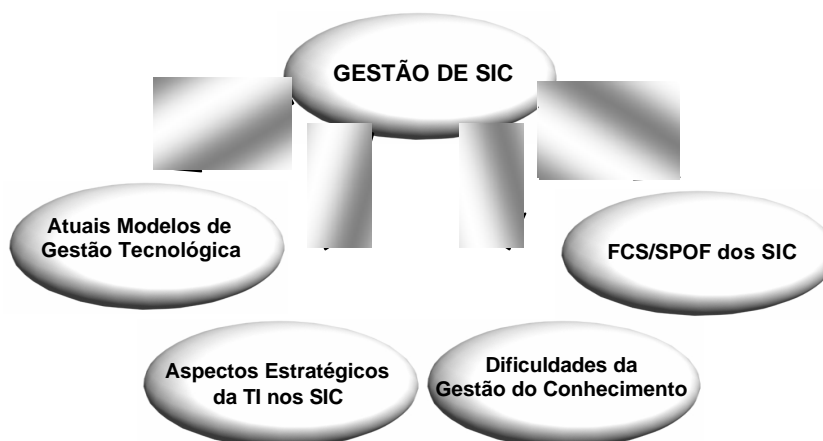 GESTÃO DE SIC
Atuais Modelos de
Gestão Tecnológica
FCS/SPOF dos SIC
Aspectos Estratégicos
da TI nos SIC
Dificuldades da
Gestão do Conhecimento